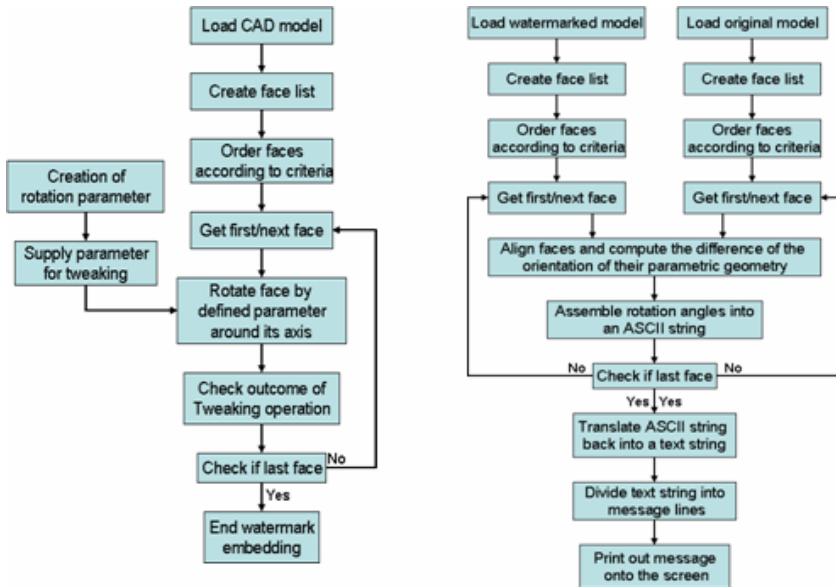 Load CAD model
Create face list
Order faces
according to criteria
Creation of
rotation parameter
Get first/next face
Supply parameter
for tweaking
Rotate face by
defined parameter
around its axis
Check outcome of
Tweaking operation
Check if last face
No
Yes
End watermark
embedding
Load watermarked model
Load original model
Create face list
Create face list
Order faces
according to criteria
Order faces
according to criteria
Get first/next face
Get first/next face
Align faces and compute the difference of the
orientation of their parametric geometry
Assemble rotation angles into
an ASCII string
No
Check if last face
No
Yes
Yes
Translate ASCII string
back into a text string
Divide text string into
message lines
Print out message
onto the screen